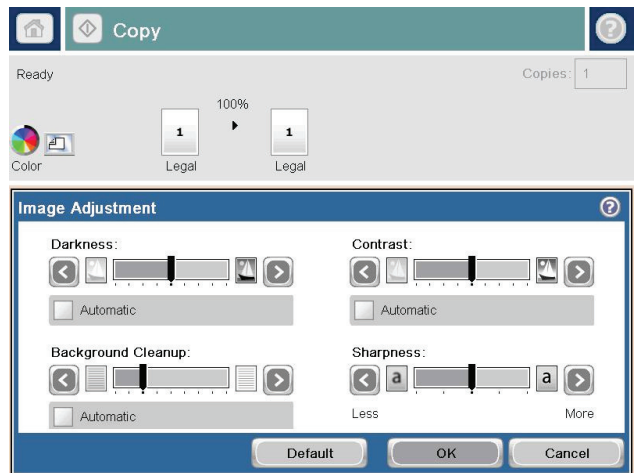 Copy
Ready
Copies: 1
100%
1
1
Color
Legal
Legal
Image Adjustment
Darkness:
Contrast:
Automatic
Automatic
Background Cleanup:
Sharpness:
a
a
Automatic
Less
More
Default
OK
Cancel